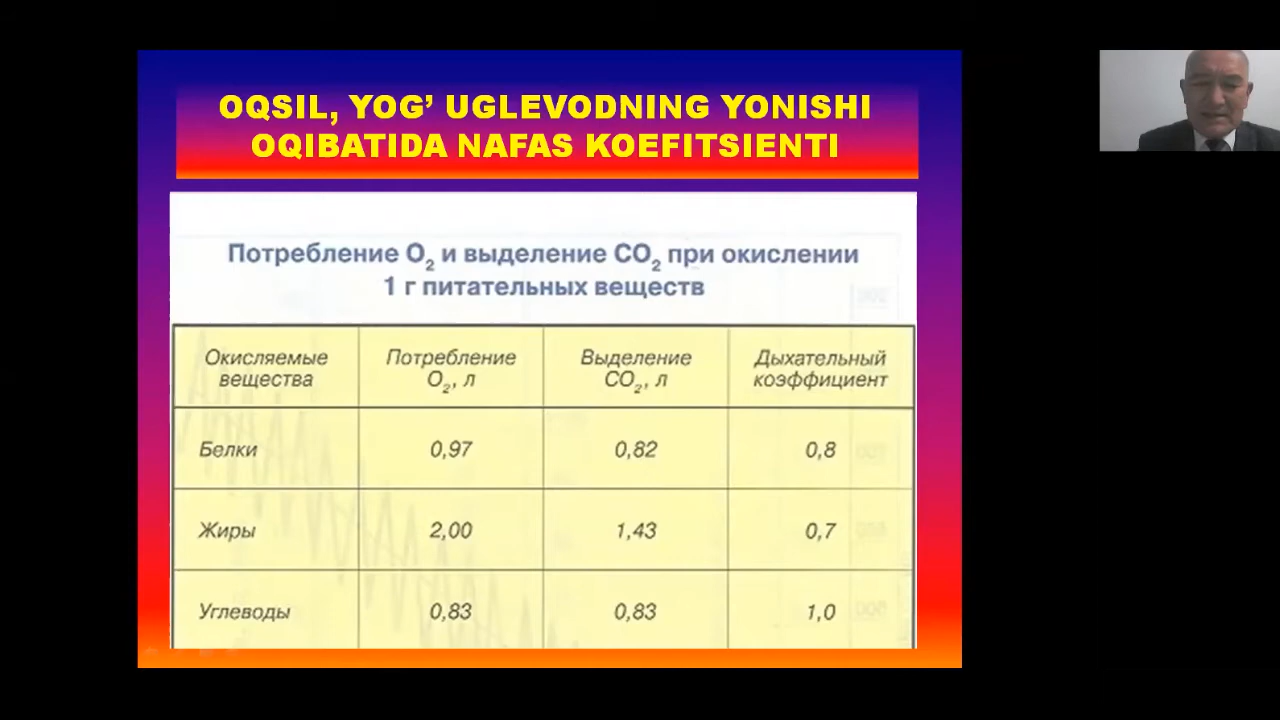 OQSIL, YOG’ UGLEVODNING YONISHI
OQIBATIDA NAFAS KOEFITSIENTI
Потребление O₂ и выделение CO₂ при окислении
1 г питательных веществ
Окисляемые вещества
Потребление O₂, л
Выделение CO₂, л
Дыхательный коэффициент
Белки 0,97 0,82 0,8
Жиры 2,00 1,43 0,7
Углеводы 0,83 0,83 1,0